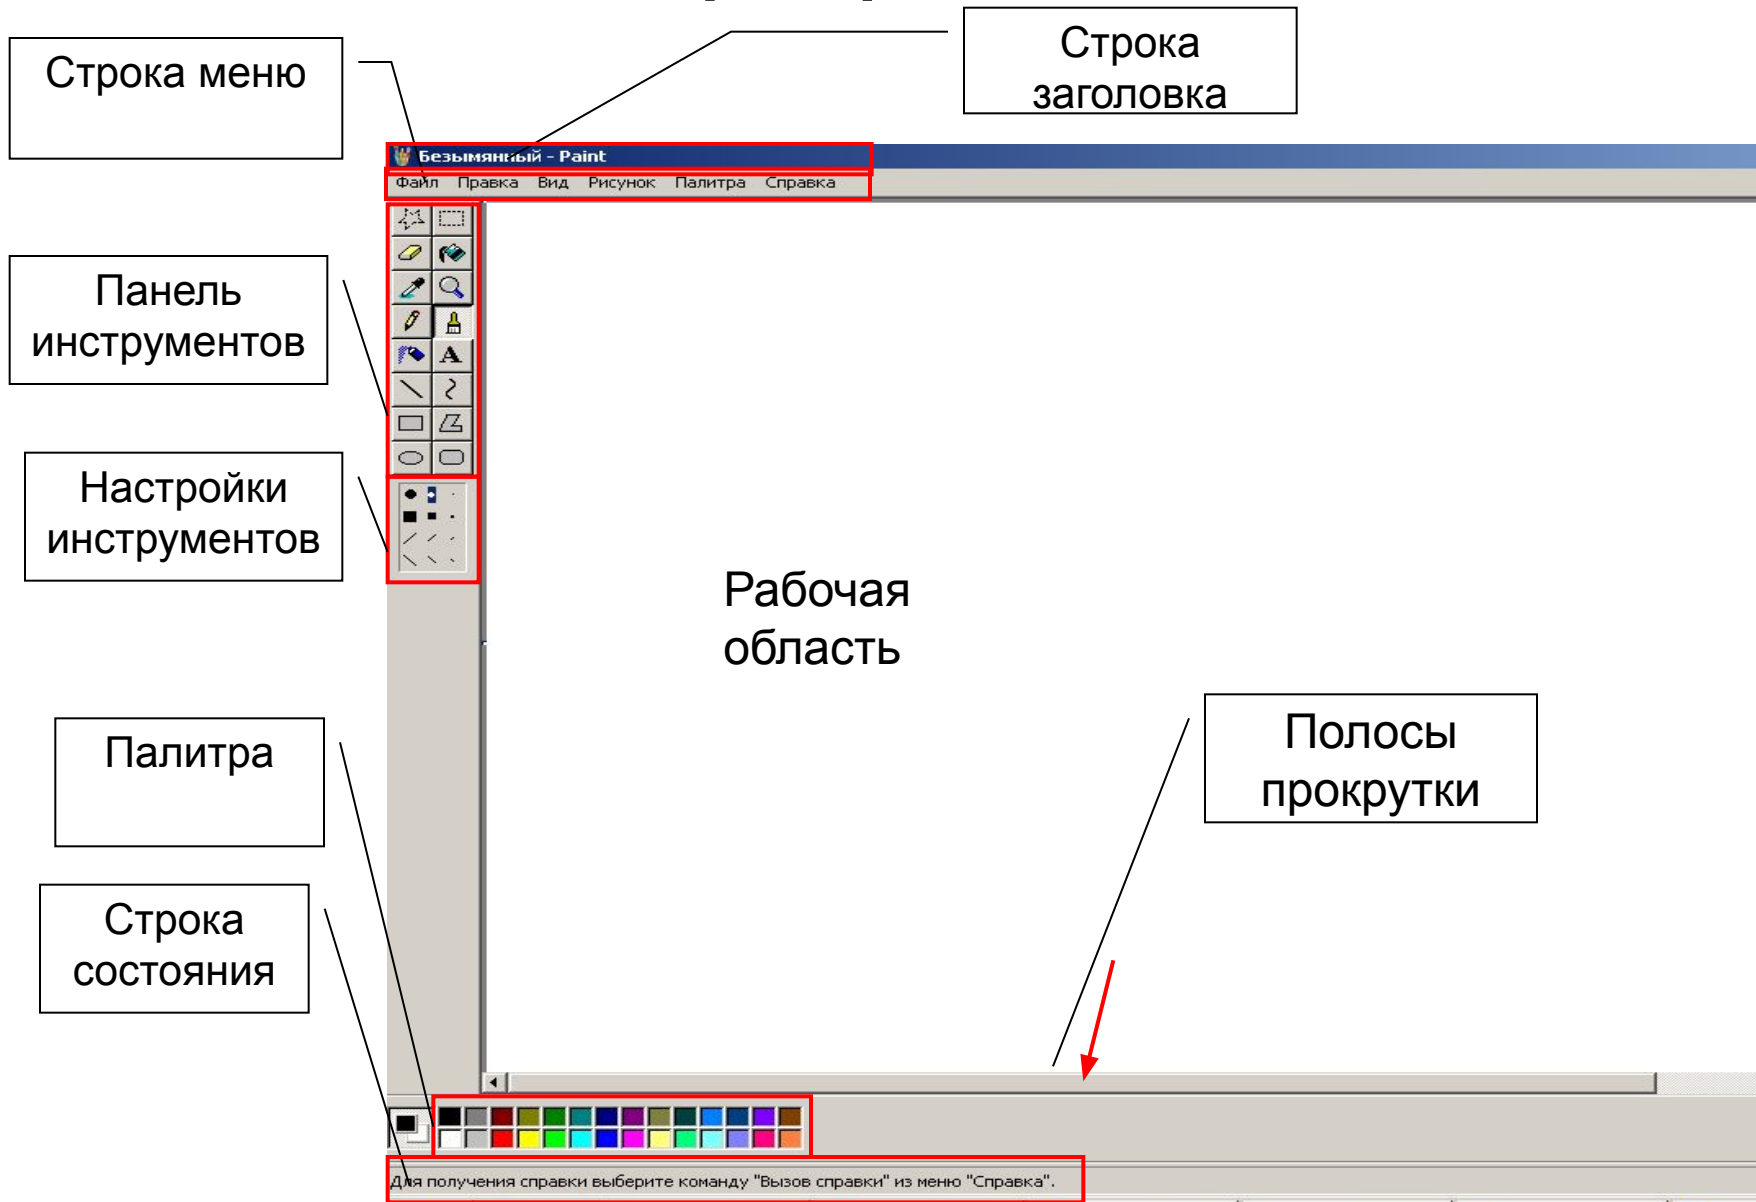 Строка меню
Строка
заголовка
Безымянный - Paint
Файл Правка Вид Рисунок Палитра Справка
Панель
инструментов
A
Настройки
инструментов
Рабочая
область
Палитра
Полосы
прокрутки
Строка
состояния
Для получения справки выберите команду "Вызов справки" из меню "Справка".